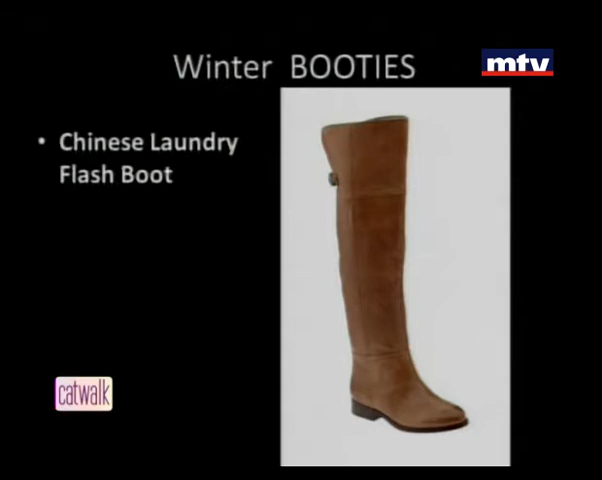 Winter BOOTIES
mtv
• Chinese Laundry
Flash Boot
catwalk